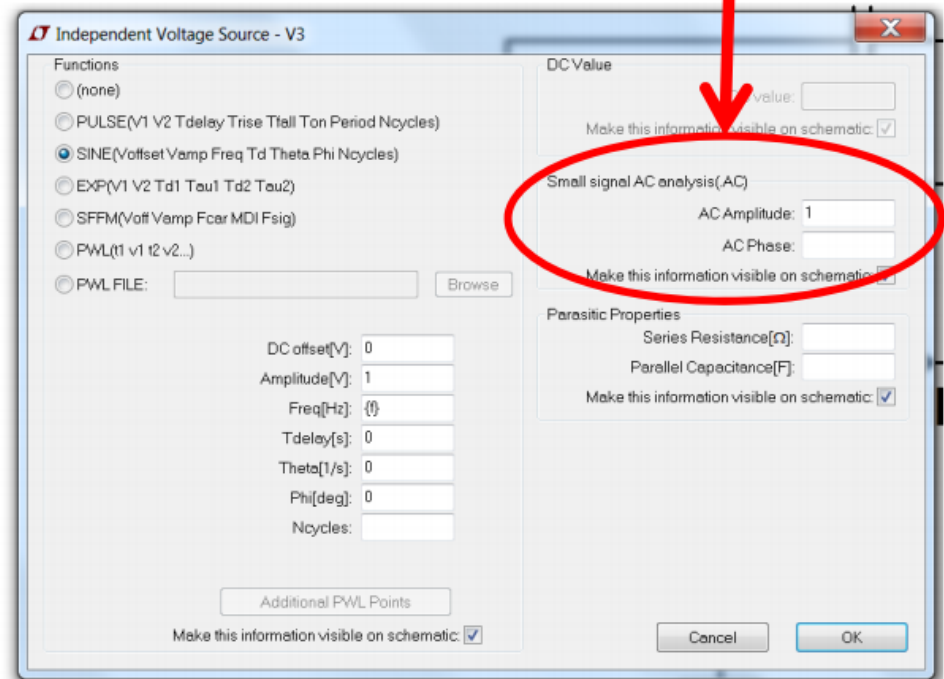 Independent Voltage Source - V3
Functions
(none)
PULSE(V1 V2 Tdelay Trise Tfall Ton Period Ncycles)
SINE(Voffset Vamp Freq Td Theta Phi Ncycles)
EXP(V1 V2 Td1 Tau1 Td2 Tau2)
SFFM(Voff Vamp Fcar MDI Fsig)
PWL(t1 v1 t2 v2...)
PWL FILE: Browse
DC offset[V]: 0
Amplitude[V]: 1
Freq[Hz]: {f}
Tdelay[s]: 0
Theta[1/s]: 0
Phi[deg]: 0
Ncycles:
Additional PWL Points
Make this information visible on schematic:
DC Value
value:
Make this information visible on schematic:
Small signal AC analysis(.AC)
AC Amplitude: 1
AC Phase:
Make this information visible on schematic:
Parasitic Properties
Series Resistance[Ω]:
Parallel Capacitance[F]:
Make this information visible on schematic:
Cancel OK